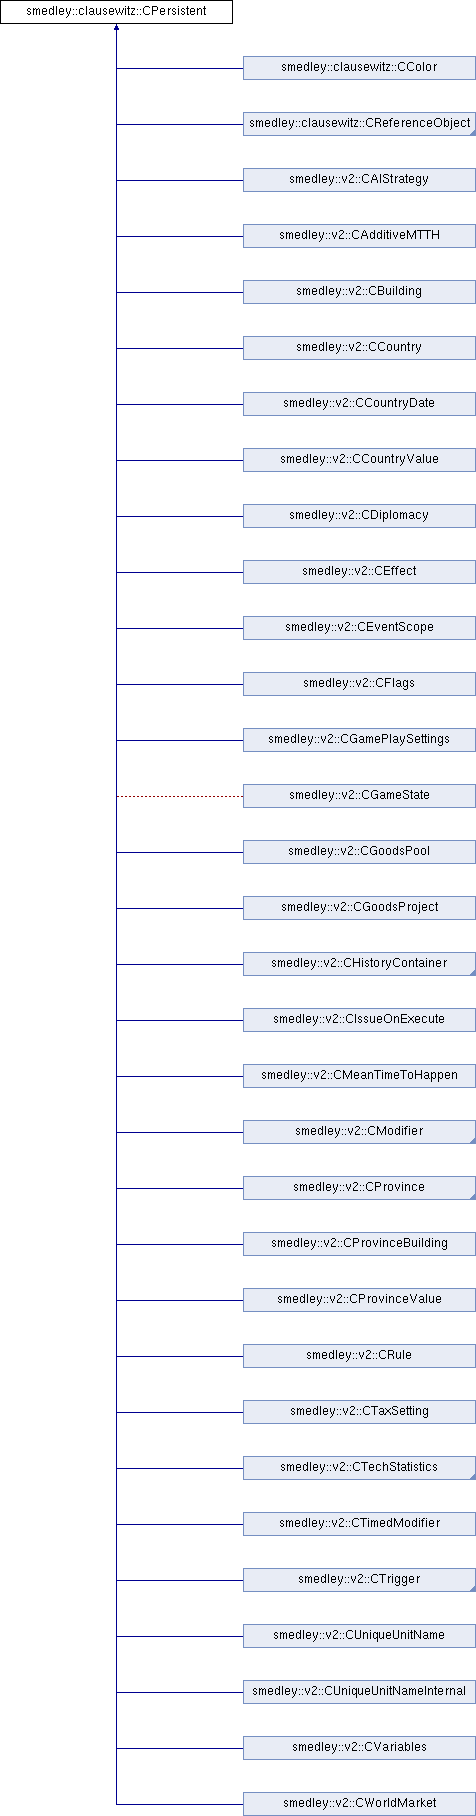 smedley::clausewitz::CPersistent
smedley::clausewitz::CColor
smedley::clausewitz::CReferenceObject
smedley::v2::CAIStrategy
smedley::v2::CAdditiveMTTH
smedley::v2::CBuilding
smedley::v2::CCountry
smedley::v2::CCountryDate
smedley::v2::CCountryValue
smedley::v2::CDiplomacy
smedley::v2::CEffect
smedley::v2::CEventScope
smedley::v2::CFlags
smedley::v2::CGamePlaySettings
smedley::v2::CGameState
smedley::v2::CGoodsPool
smedley::v2::CGoodsProject
smedley::v2::CHistoryContainer
smedley::v2::CIssueOnExecute
smedley::v2::CMeanTimeToHappen
smedley::v2::CModifier
smedley::v2::CProvince
smedley::v2::CProvinceBuilding
smedley::v2::CProvinceValue
smedley::v2::CRule
smedley::v2::CTaxSetting
smedley::v2::CTechStatistics
smedley::v2::CTimedModifier
smedley::v2::CTrigger
smedley::v2::CUniqueUnitName
smedley::v2::CUniqueUnitNameInternal
smedley::v2::CVariables
smedley::v2::CWorldMarket